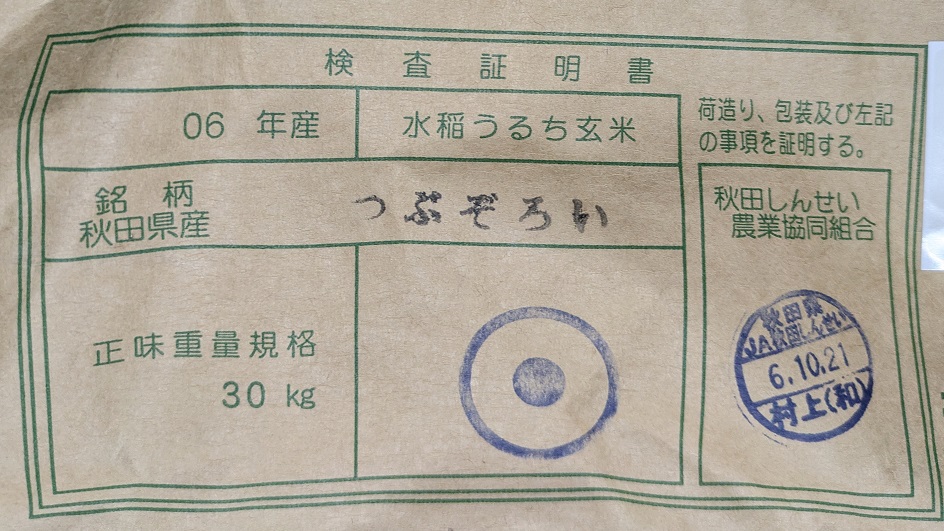 検査証明書
06 年産
水稲うるち玄米
荷造り、包装及び左記
の事項を証明する。
銘柄
秋田県産
つぶぞろい
秋田しんせい
農業協同組合
正味重量規格
30 kg
秋田県
JA秋田しんせい
6.10.21
村上(和)